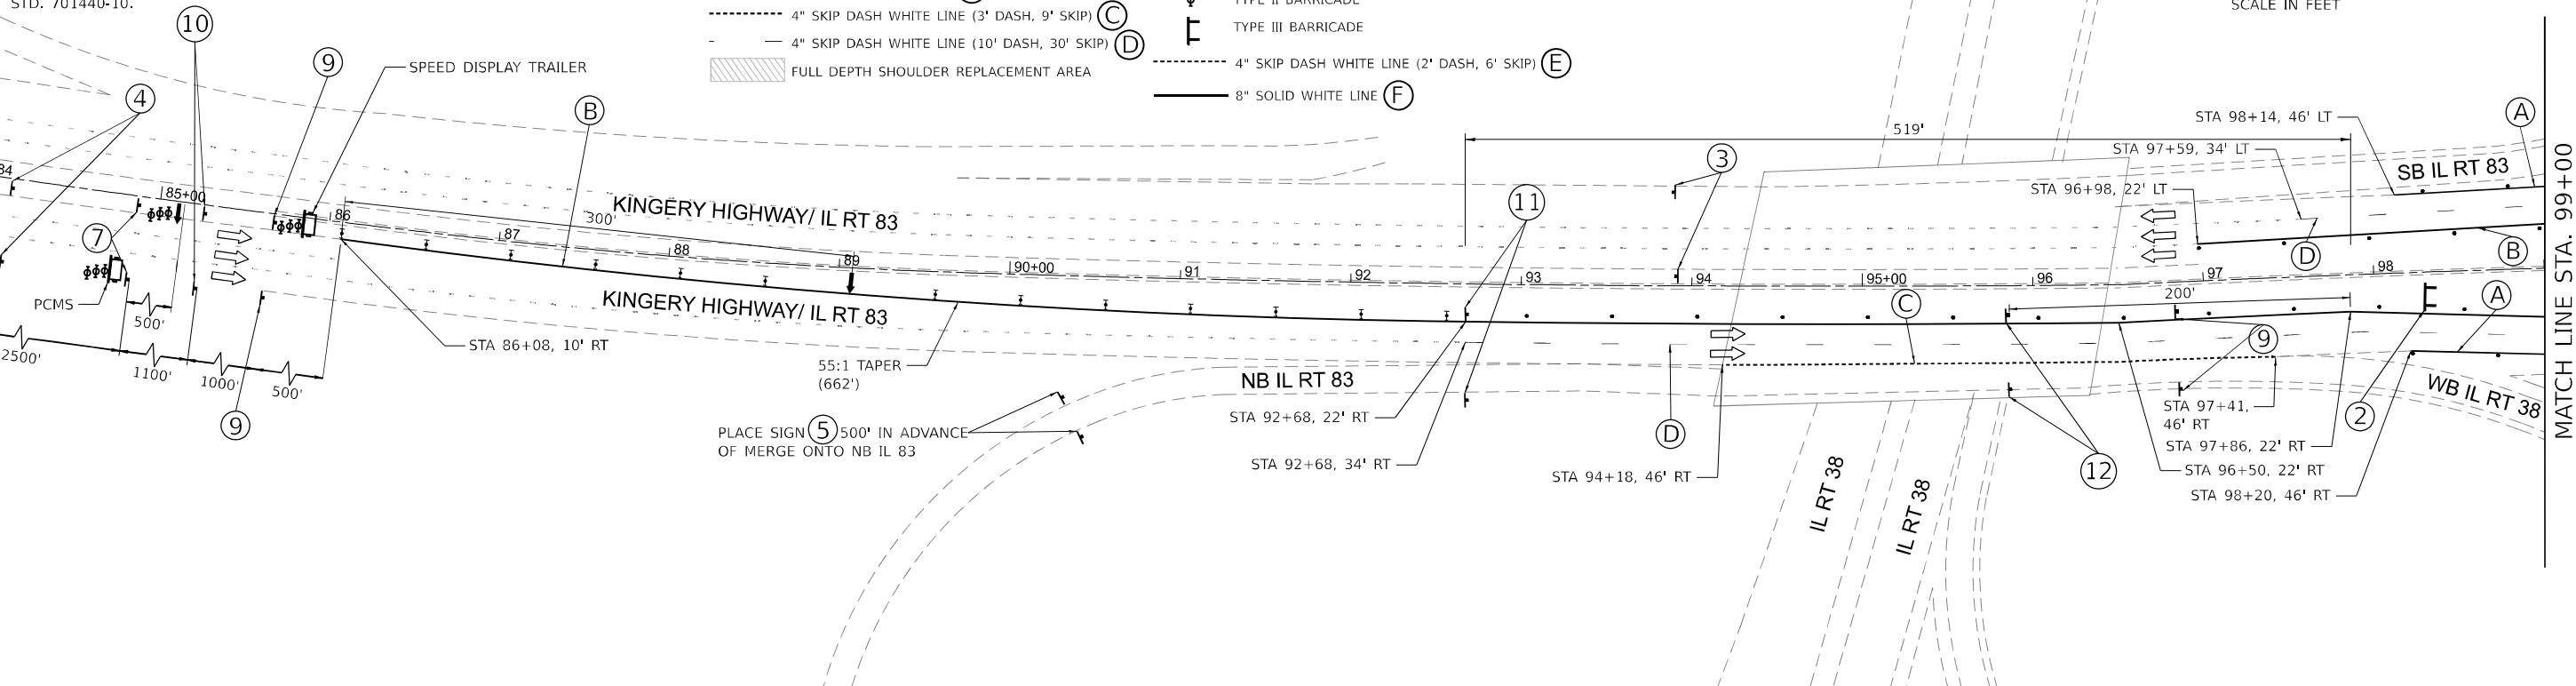 STD. 701440-10.
4" SKIP DASH WHITE LINE (3' DASH, 9' SKIP) C
4" SKIP DASH WHITE LINE (10' DASH, 30' SKIP) D
FULL DEPTH SHOULDER REPLACEMENT AREA
TYPE II BARRICADE
TYPE III BARRICADE
4" SKIP DASH WHITE LINE (2' DASH, 6' SKIP) E
8" SOLID WHITE LINE F
SCALE IN FEET
10
9
SPEED DISPLAY TRAILER
4
B
84
85+00
86
87
88
89
90+00
91
92
93
94
95+00
96
97
98
KINGERY HIGHWAY/ IL RT 83
300'
KINGERY HIGHWAY/ IL RT 83
7
PCMS
500'
2500'
1100'
1000'
500'
9
STA 86+08, 10' RT
55:1 TAPER
(662')
PLACE SIGN 5 500' IN ADVANCE
OF MERGE ONTO NB IL 83
NB IL RT 83
STA 92+68, 22' RT
STA 92+68, 34' RT
11
3
519'
D
STA 94+18, 46' RT
C
IL RT 38
IL RT 38
12
STA 98+14, 46' LT
STA 97+59, 34' LT
STA 96+98, 22' LT
A
SB IL RT 83
D
B
200'
A
9
2
WB IL RT 38
STA 97+41,
46' RT
STA 97+86, 22' RT
STA 96+50, 22' RT
STA 98+20, 46' RT
MATCH LINE STA. 99+00